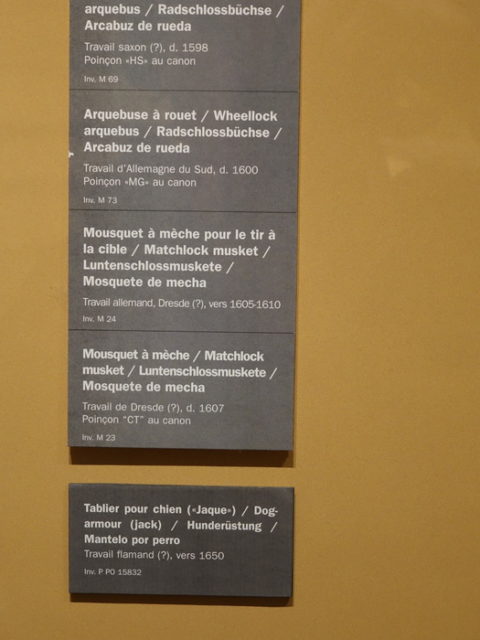 arquebus / Radschlossbüchse /
Arcabuz de rueda
Travail saxon (?), d. 1598
Poinçon «HS» au canon
Inv. M 69
Arquebuse à rouet / Wheellock
arquebus / Radschlossbüchse /
Arcabuz de rueda
Travail d'Allemagne du Sud, d. 1600
Poinçon «MG» au canon
Inv. M 73
Mousquet à mèche pour le tir à
la cible / Matchlock musket /
Luntenschlossmuskete /
Mosquete de mecha
Travail allemand, Dresde (?), vers 1605-1610
Inv. M 24
Mousquet à mèche / Matchlock
musket / Luntenschlossmuskete /
Mosquete de mecha
Travail de Dresde (?), d. 1607
Poinçon "CT" au canon
Inv. M 23
Tablier pour chien («Jaque») / Dog-
armour (jack) / Hunderüstung /
Mantelo por perro
Travail flamand (?), vers 1650
Inv. P PO 15832